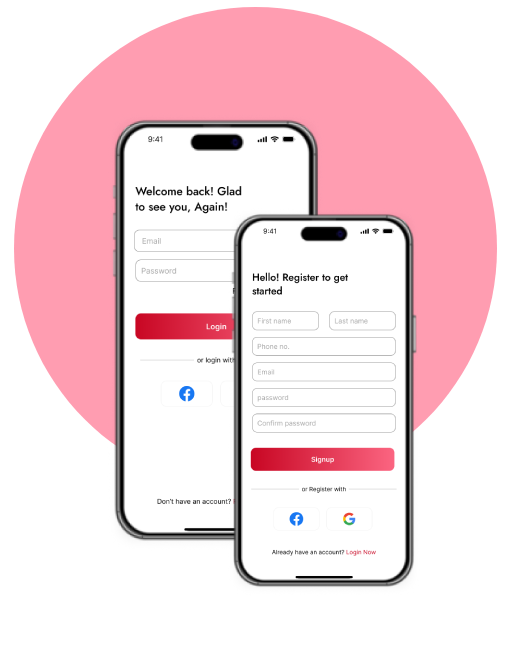 9:41
Welcome back! Glad
to see you, Again!
Email
Password
Login
or login with
Don't have an account?
9:41
Hello! Register to get
started
First name
Last name
Phone no.
Email
password
Confirm password
Signup
or Register with
Already have an account? Login Now